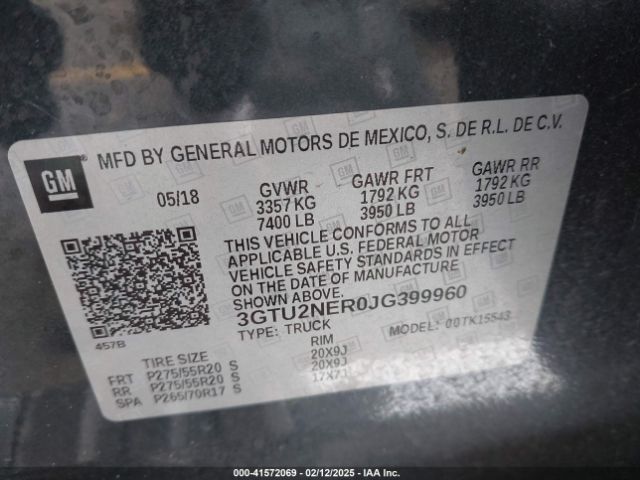 GM
MFD BY GENERAL MOTORS DE MEXICO, S. DE R.L. DE C.V.
05/18 GVWR GAWR FRT GAWR RR
3357 KG 1792 KG 1792 KG
7400 LB 3950 LB 3950 LB
THIS VEHICLE CONFORMS TO ALL
APPLICABLE U.S. FEDERAL MOTOR
VEHICLE SAFETY STANDARDS IN EFFECT
ON THE DATE OF MANUFACTURE
SHOWN ABOVE.
3GTU2NER0JG399960
TYPE: TRUCK MODEL: 00TK15543
457B
TIRE SIZE RIM
FRT P275/55R20 S 20X9J
RR P275/55R20 S 20X9J
SPA P265/70R17 S 17X7J
000-41572069 - 02/12/2025 - IAA Inc.